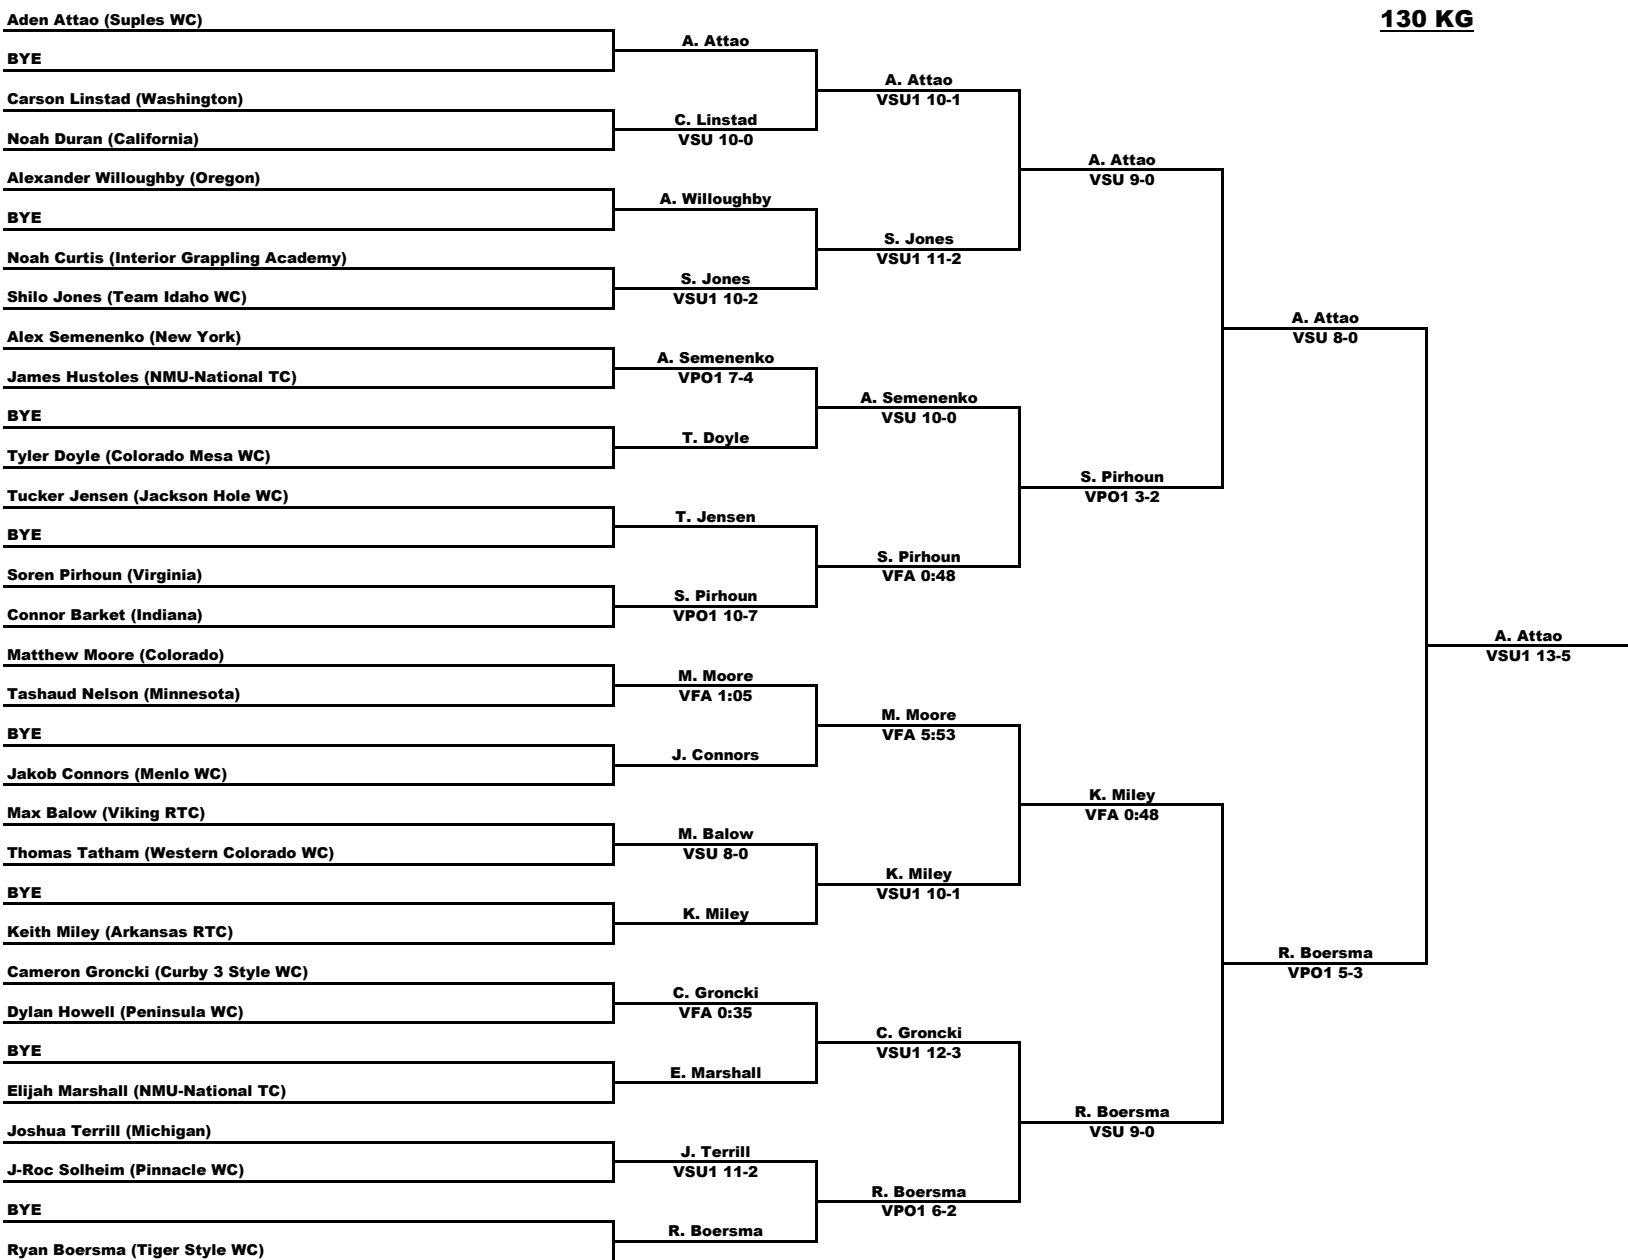 130 KG
Aden Attao (Suples WC)
BYE
Carson Linstad (Washington)
Noah Duran (California)
Alexander Willoughby (Oregon)
BYE
Noah Curtis (Interior Grappling Academy)
Shilo Jones (Team Idaho WC)
Alex Semenenko (New York)
James Hustoles (NMU-National TC)
BYE
Tyler Doyle (Colorado Mesa WC)
Tucker Jensen (Jackson Hole WC)
BYE
Soren Pirhoun (Virginia)
Connor Barket (Indiana)
Matthew Moore (Colorado)
Tashaud Nelson (Minnesota)
BYE
Jakob Connors (Menlo WC)
Max Balow (Viking RTC)
Thomas Tatham (Western Colorado WC)
BYE
Keith Miley (Arkansas RTC)
Cameron Groncki (Curby 3 Style WC)
Dylan Howell (Peninsula WC)
BYE
Elijah Marshall (NMU-National TC)
Joshua Terrill (Michigan)
J-Roc Solheim (Pinnacle WC)
BYE
Ryan Boersma (Tiger Style WC)
A. Attao
C. Linstad
VSU 10-0
A. Willoughby
S. Jones
VSU1 10-2
A. Semenenko
VPO1 7-4
T. Doyle
T. Jensen
S. Pirhoun
VPO1 10-7
M. Moore
VFA 1:05
J. Connors
M. Balow
VSU 8-0
K. Miley
C. Groncki
VFA 0:35
E. Marshall
J. Terrill
VSU1 11-2
R. Boersma
A. Attao
VSU1 10-1
S. Jones
VSU1 11-2
A. Semenenko
VSU 10-0
S. Pirhoun
VFA 0:48
M. Moore
VFA 5:53
K. Miley
VSU1 10-1
C. Groncki
VSU1 12-3
R. Boersma
VPO1 6-2
A. Attao
VSU 9-0
S. Pirhoun
VPO1 3-2
K. Miley
VFA 0:48
R. Boersma
VSU 9-0
A. Attao
VSU 8-0
R. Boersma
VPO1 5-3
A. Attao
VSU1 13-5